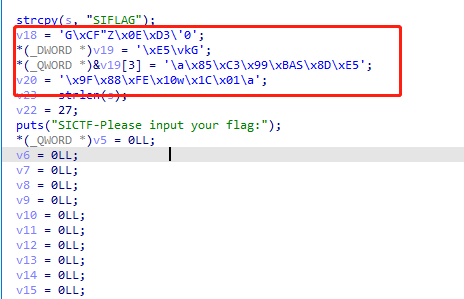 strcpy(s, "SIFLAG");
v18 = 'G\xCF"Z\x0E\xD3\'0';
*(_DWORD *)v19 = '\xE5\vkG';
*(_QWORD *)&v19[3] = '\a\x85\xC3\x99\xBAS\x8D\xE5';
v20 = '\x9F\x88\xFE\x10w\x1C\x01\a';
v23 = strlen(s);
v22 = 27;
puts("SICTF-Please input your flag:");
*(_QWORD *)v5 = 0LL;
v6 = 0LL;
v7 = 0LL;
v8 = 0LL;
v9 = 0LL;
v10 = 0LL;
v11 = 0LL;
v12 = 0LL;
v13 = 0LL;
v14 = 0LL;
v15 = 0LL;